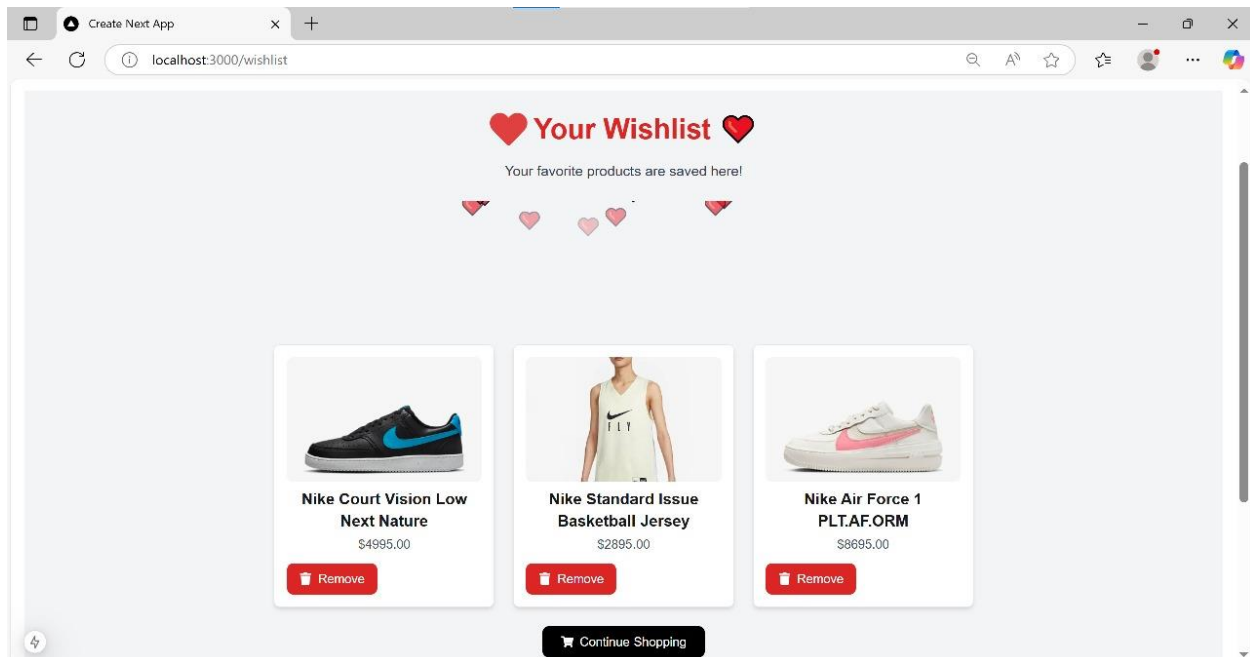 Create Next App
localhost:3000/wishlist
Your Wishlist
Your favorite products are saved here!
FLY
Nike Court Vision Low
Next Nature
$4995.00
Remove
Nike Standard Issue
Basketball Jersey
$2895.00
Remove
Nike Air Force 1
PLT.AF.ORM
$8695.00
Remove
Continue Shopping